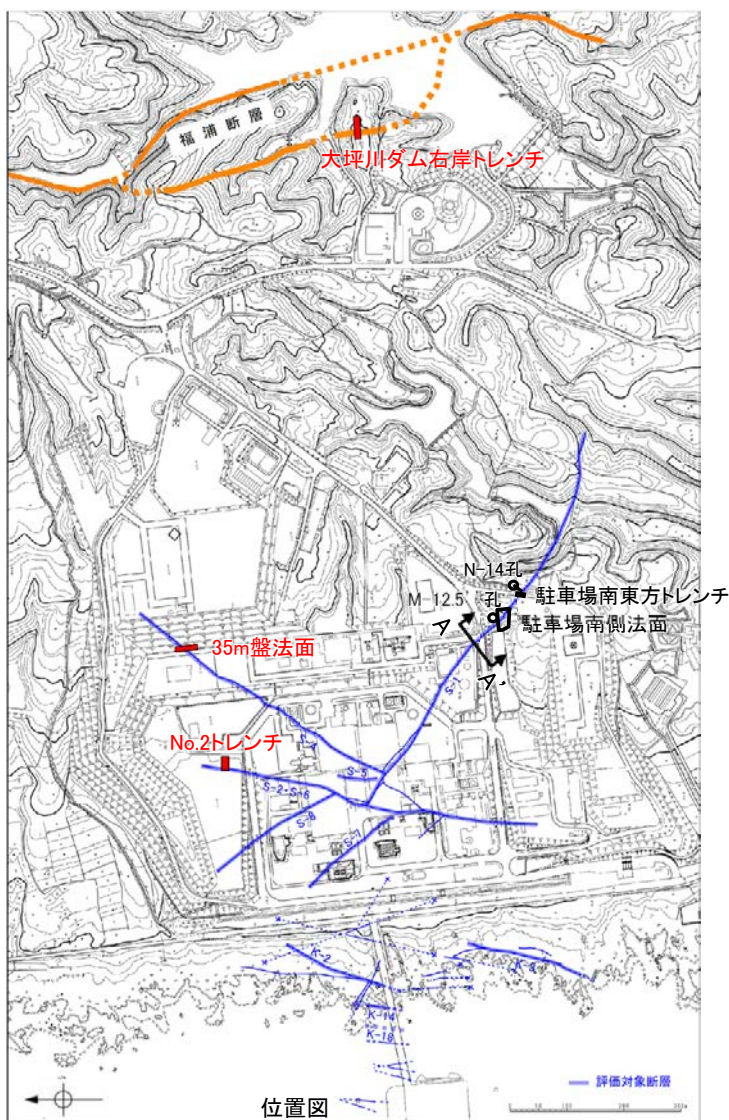 福浦断層
大坪川ダム右岸トレンチ
N-14孔
駐車場南東方トレンチ
M-12.5'孔
駐車場南側法面
A
A'
S-1
35m盤法面
S-4
No.2トレンチ
S-5
S-2・S-6
S-8
S-7
K-2
K-14
K-18
評価対象断層
位置図